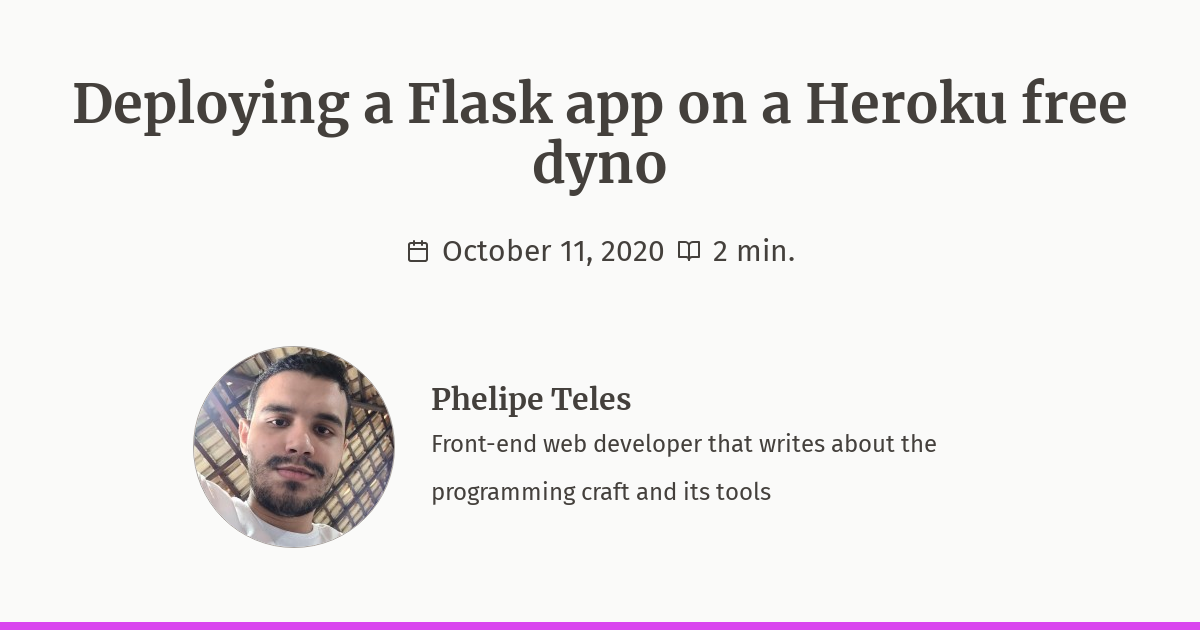 Deploying a Flask app on a Heroku free
dyno
October 11, 2020 2 min.
Phelipe Teles
Front-end web developer that writes about the
programming craft and its tools